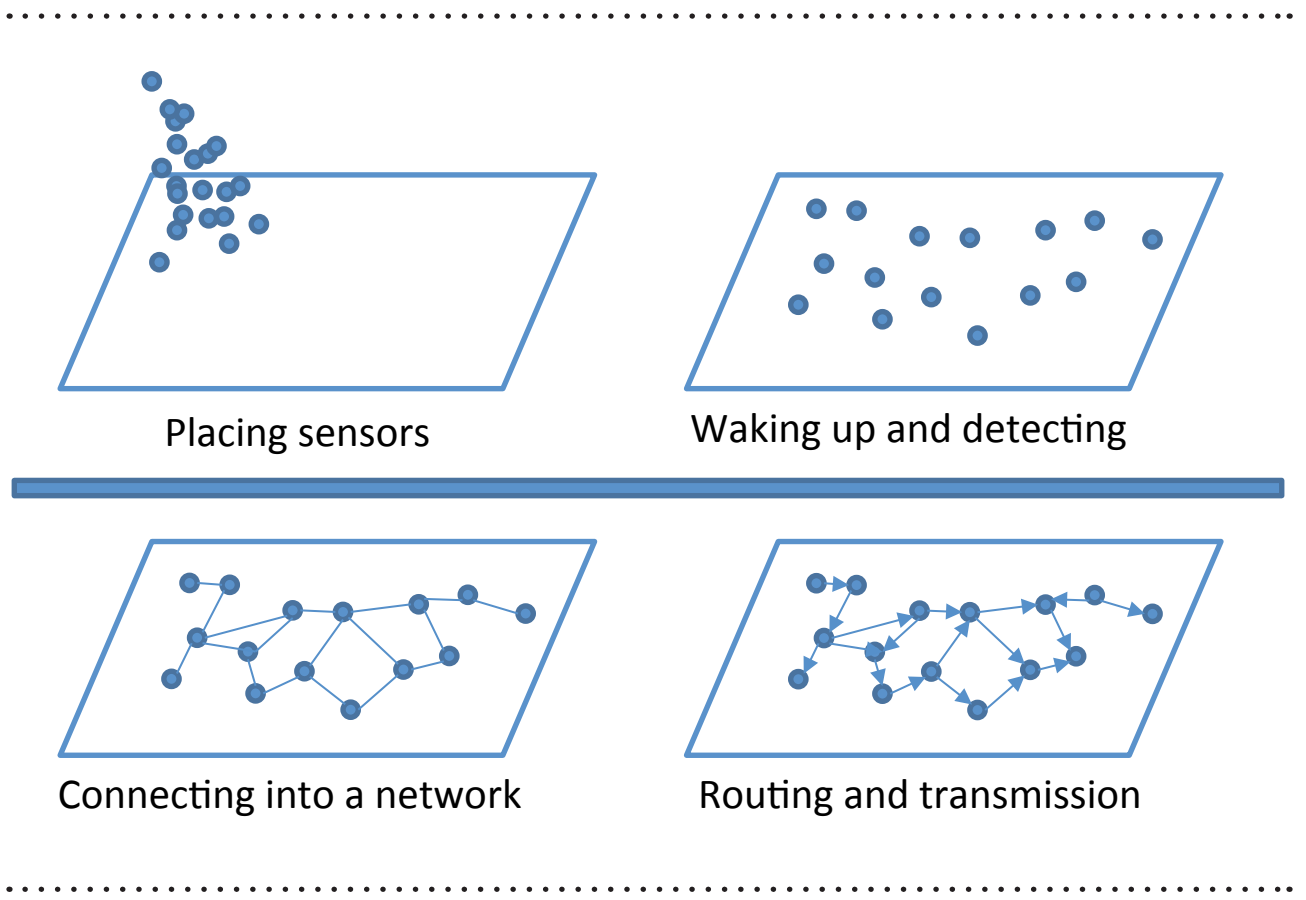 Placing sensors
Waking up and detecting
Connecting into a network
Routing and transmission